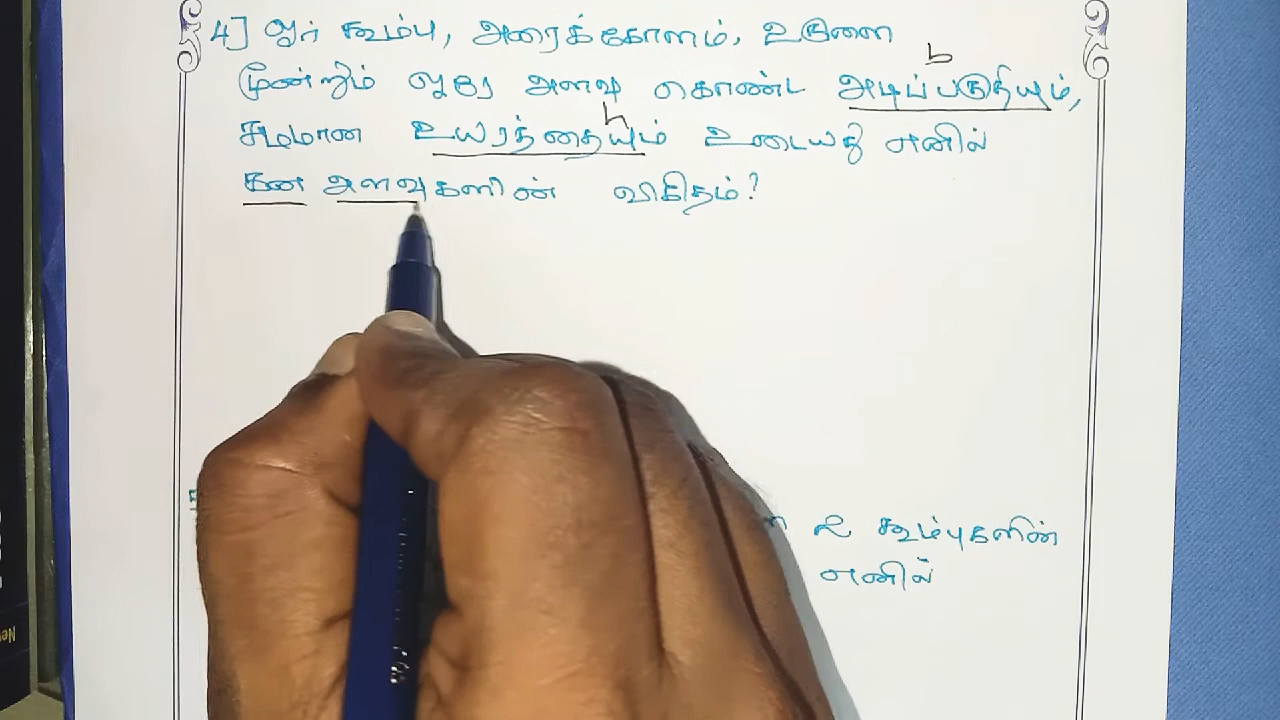 4] ஓர் கூம்பு, அரைக்கோளம், உருளை
b
மூன்றும் ஒரே அளவு கொண்ட அடிப்பகுதியும்,
h
சமமான உயரத்தையும் உடையது எனில்
கன அளவுகளின் விகிதம்?
2 கூம்புகளின்
எனில்